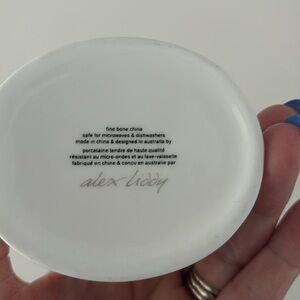 fine bone china
safe for microwaves & dishwashers
made in china & designed in australia by
porcelaine tendre de haute qualité
résistant au micro-ondes et au lave-vaisselle
fabriqué en chine & concu en australie par
alex liddy